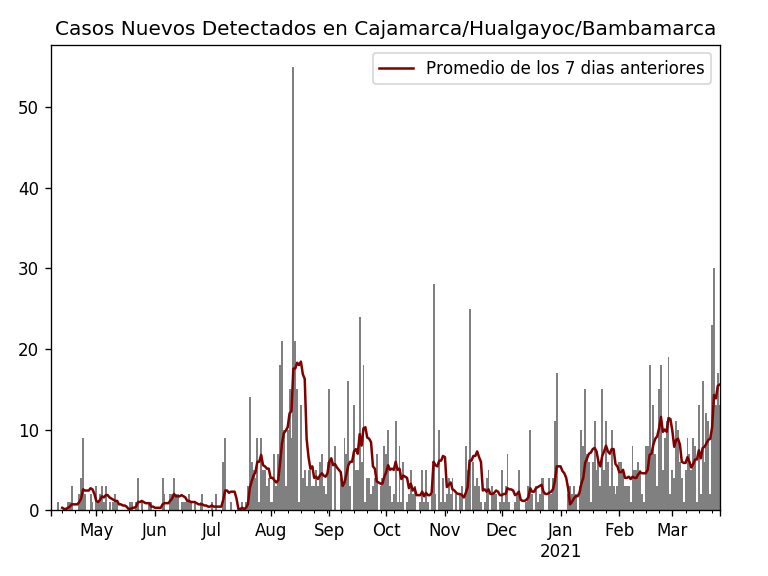 Casos Nuevos Detectados en Cajamarca/Hualgayoc/Bambamarca
Promedio de los 7 dias anteriores
50
40
30
20
10
0
May Jun Jul Aug Sep Oct Nov Dec Jan Feb Mar
2021